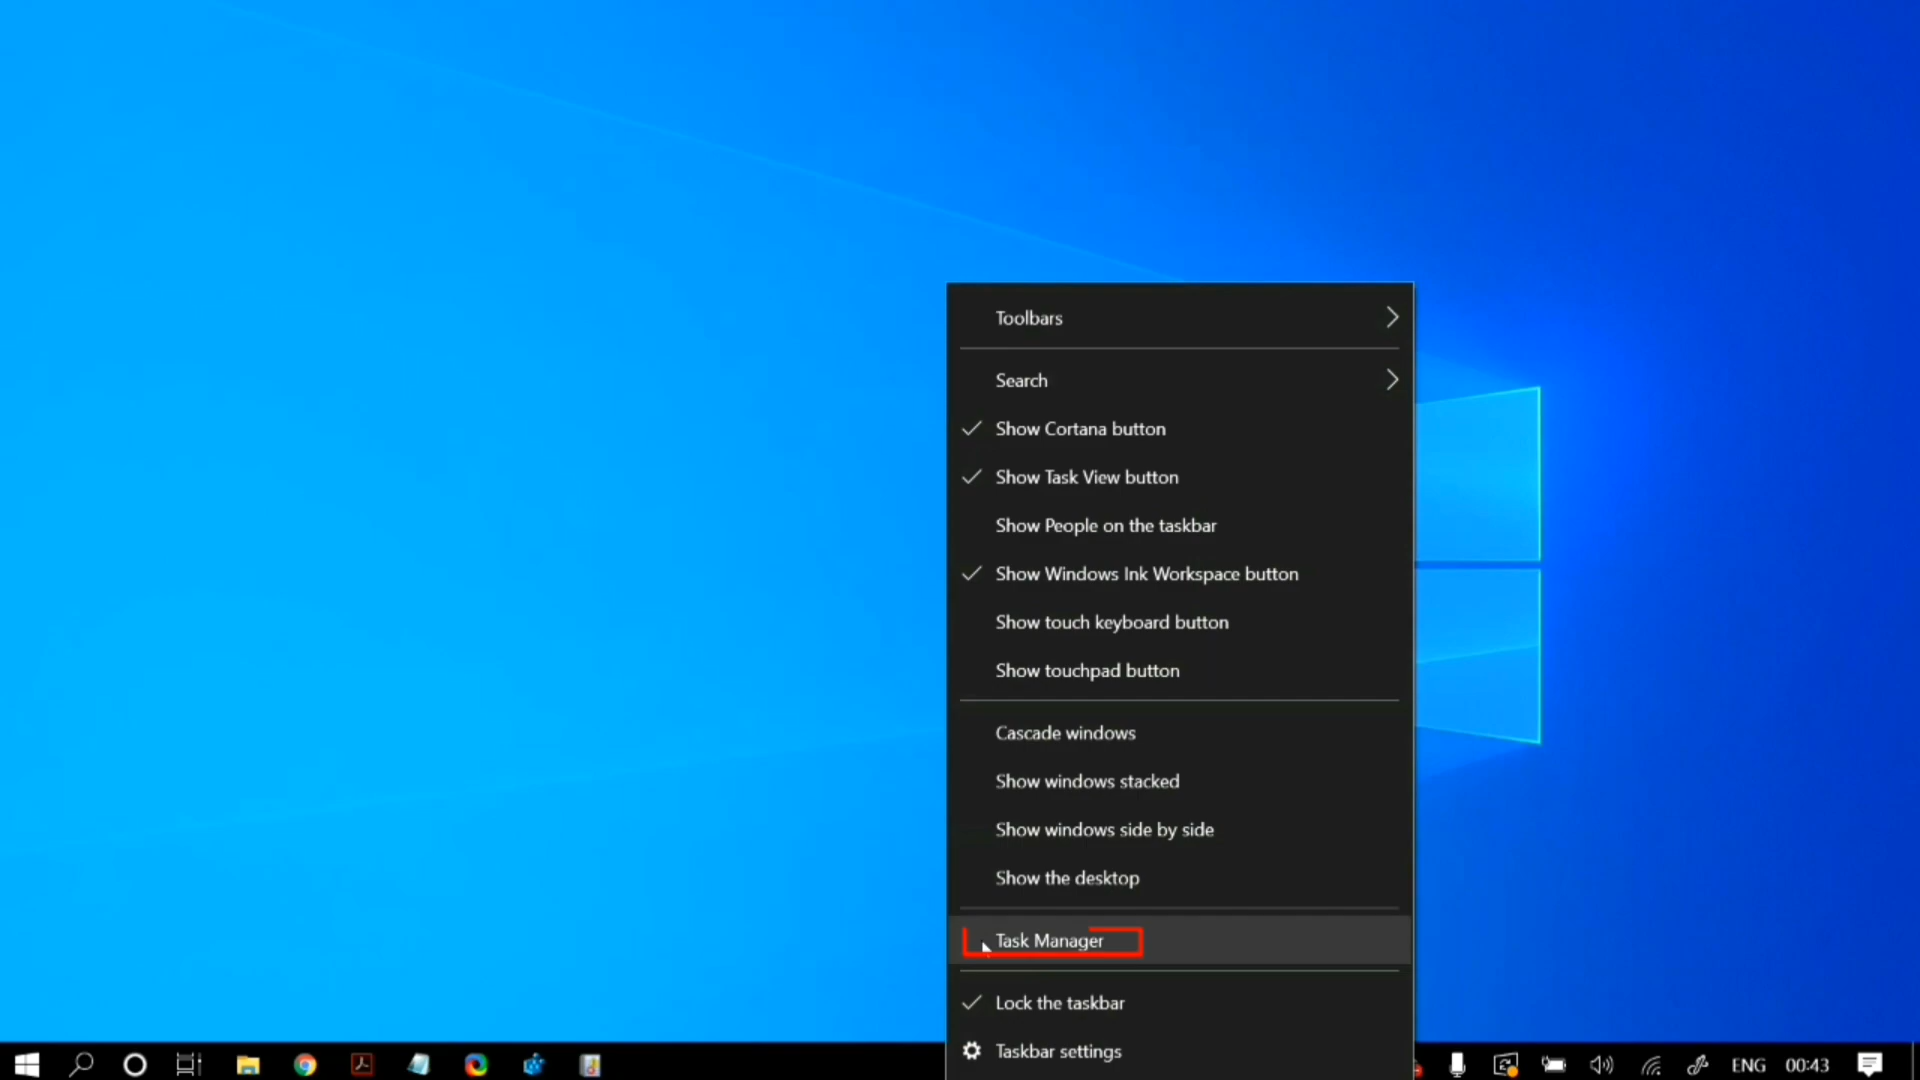 Toolbars
Search
Show Cortana button
Show Task View button
Show People on the taskbar
Show Windows Ink Workspace button
Show touch keyboard button
Show touchpad button
Cascade windows
Show windows stacked
Show windows side by side
Show the desktop
Task Manager
Lock the taskbar
Taskbar settings
ENG 00:43